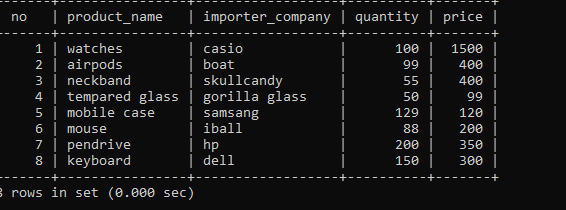 no | product_name | importer_company | quantity | price |
1 | watches | casio | 100 | 1500 |
2 | airpods | boat | 99 | 400 |
3 | neckband | skullcandy | 55 | 400 |
4 | tempared glass | gorilla glass | 50 | 99 |
5 | mobile case | samsang | 129 | 120 |
6 | mouse | iball | 88 | 200 |
7 | pendrive | hp | 200 | 350 |
8 | keyboard | dell | 150 | 300 |
rows in set (0.000 sec)